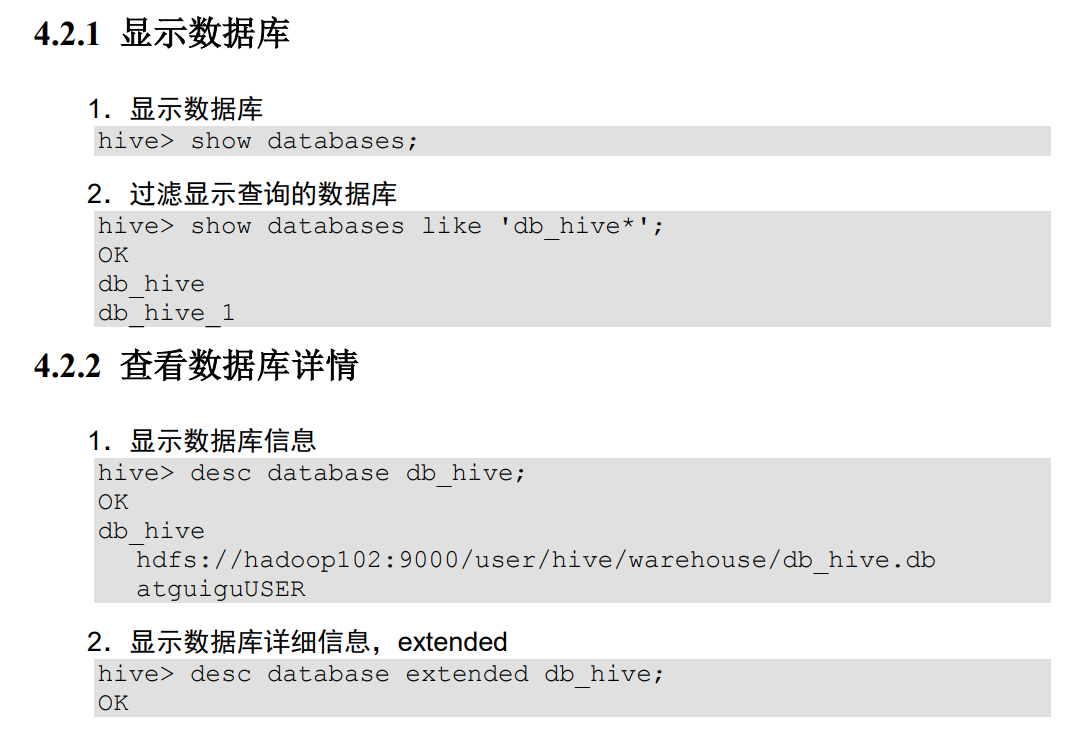 4.2.1 显示数据库
1．显示数据库
hive> show databases;
2．过滤显示查询的数据库
hive> show databases like 'db_hive*';
OK
db_hive
db_hive_1
4.2.2 查看数据库详情
1．显示数据库信息
hive> desc database db_hive;
OK
db_hive
hdfs://hadoop102:9000/user/hive/warehouse/db_hive.db
atguiguUSER
2．显示数据库详细信息，extended
hive> desc database extended db_hive;
OK